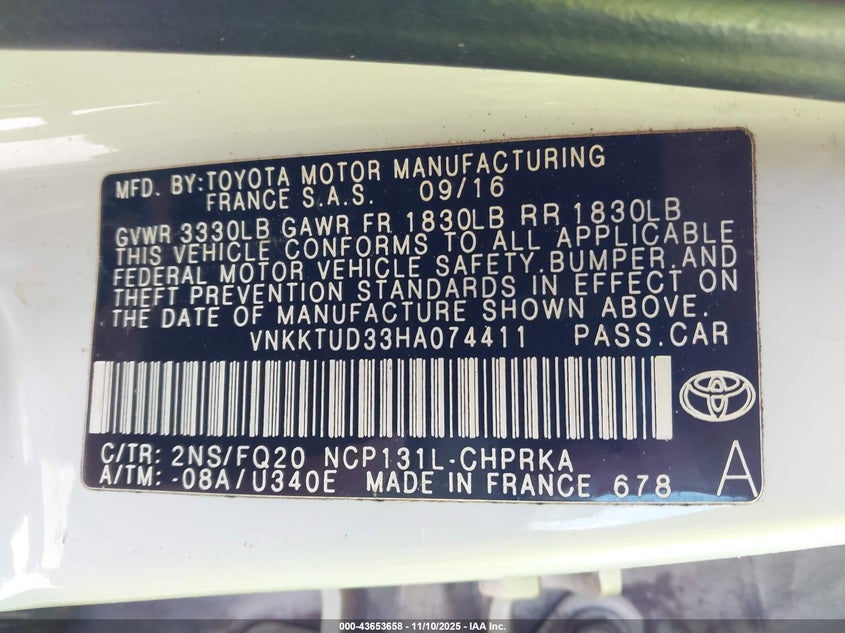 MFD. BY:TOYOTA MOTOR MANUFACTURING
FRANCE S.A.S. 09/16
GVWR 3330LB GAWR FR 1830LB RR 1830LB
THIS VEHICLE CONFORMS TO ALL APPLICABLE
FEDERAL MOTOR VEHICLE SAFETY,BUMPER,AND
THEFT PREVENTION STANDARDS IN EFFECT ON
THE DATE OF MANUFACTURE SHOWN ABOVE.
VNKKTUD33HA074411 PASS.CAR
C/TR: 2NS/FQ20 NCP131L-CHPRKA
A/TM: -08A/U340E MADE IN FRANCE 678
A
000-43653658 - 11/10/2025 - IAA Inc.